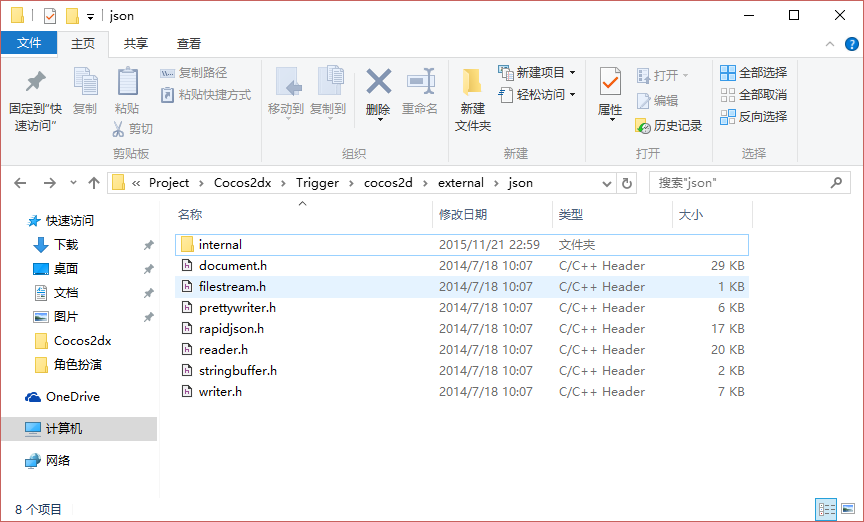 json
文件 主页 共享 查看
固定到"快速访问"
复制
粘贴
复制路径
粘贴快捷方式
剪切
剪贴板
移动到
复制到
删除
重命名
组织
新建
文件夹
新建项目
轻松访问
新建
属性
打开
编辑
历史记录
打开
全部选择
全部取消
反向选择
选择
« Project > Cocos2dx > Trigger > cocos2d > external > json
搜索"json"
快速访问
下载
桌面
文档
图片
Cocos2dx
角色扮演
OneDrive
计算机
网络
名称 修改日期 类型 大小
internal 2015/11/21 22:59 文件夹
document.h 2014/7/18 10:07 C/C++ Header 29 KB
filestream.h 2014/7/18 10:07 C/C++ Header 1 KB
prettywriter.h 2014/7/18 10:07 C/C++ Header 6 KB
rapidjson.h 2014/7/18 10:07 C/C++ Header 17 KB
reader.h 2014/7/18 10:07 C/C++ Header 20 KB
stringbuffer.h 2014/7/18 10:07 C/C++ Header 2 KB
writer.h 2014/7/18 10:07 C/C++ Header 7 KB
8 个项目